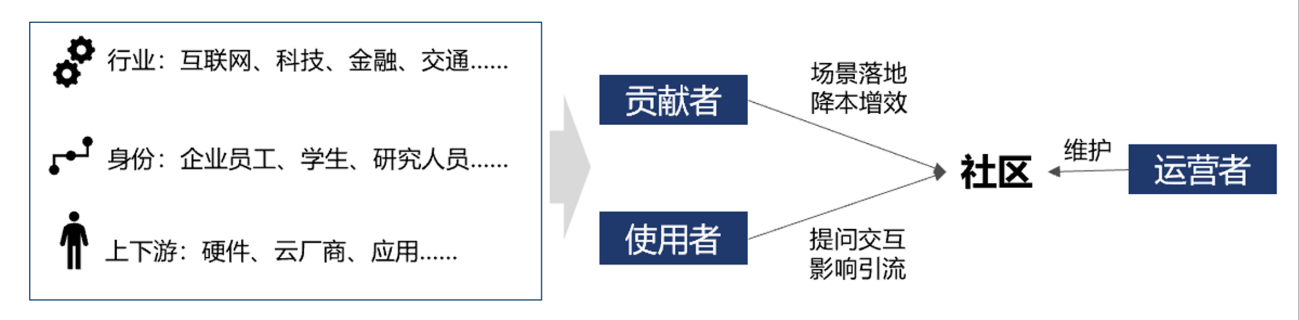 行业：互联网、科技、金融、交通......
身份：企业员工、学生、研究人员......
上下游：硬件、云厂商、应用......
贡献者
使用者
场景落地
降本增效
提问交互
影响引流
社区
维护
运营者